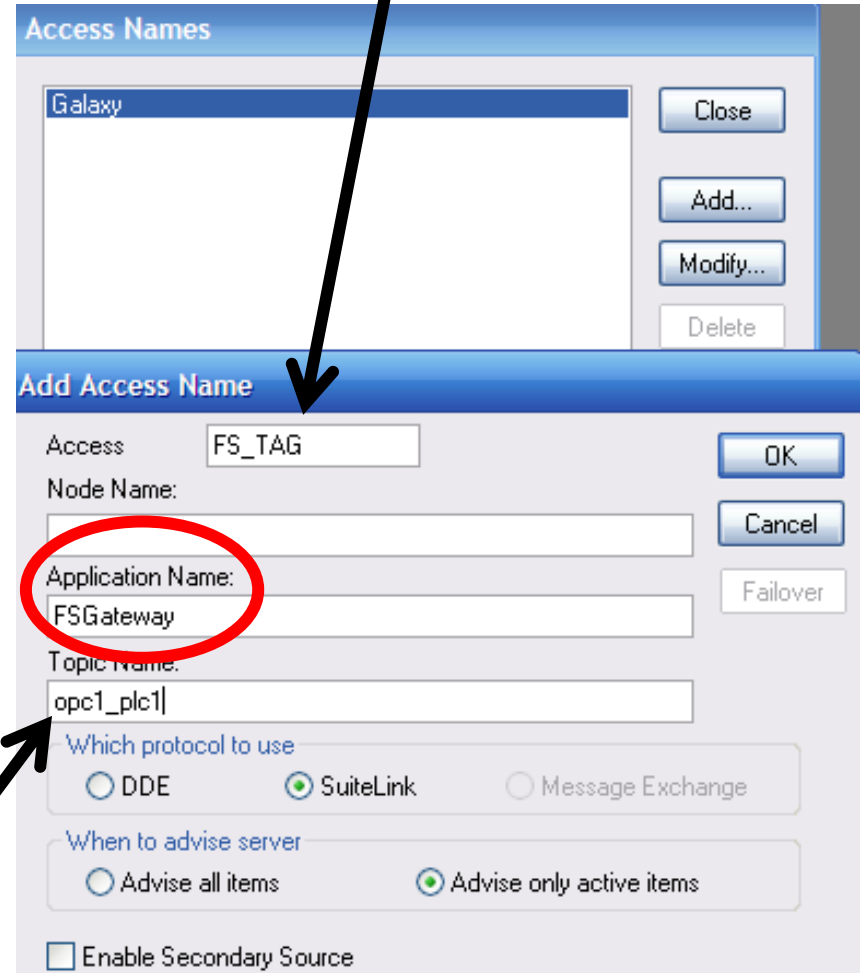 Access Names
Galaxy
Close
Add...
Modify...
Delete
Add Access Name
Access FS_TAG
OK
Node Name:
Cancel
Application Name:
Failover
FSGateway
Topic Name:
opc1_plc1
Which protocol to use
DDE SuiteLink Message Exchange
When to advise server
Advise all items Advise only active items
Enable Secondary Source